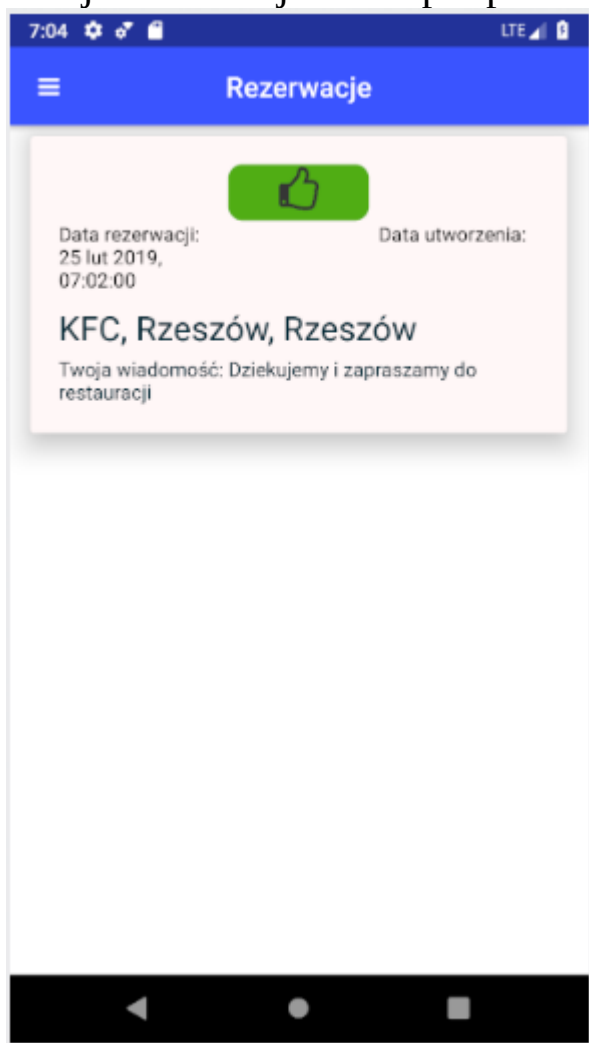 7:04 LTE
Rezerwacje
Data rezerwacji: Data utworzenia:
25 lut 2019,
07:02:00
KFC, Rzeszów, Rzeszów
Twoja wiadomość: Dziekujemy i zapraszamy do
restauracji